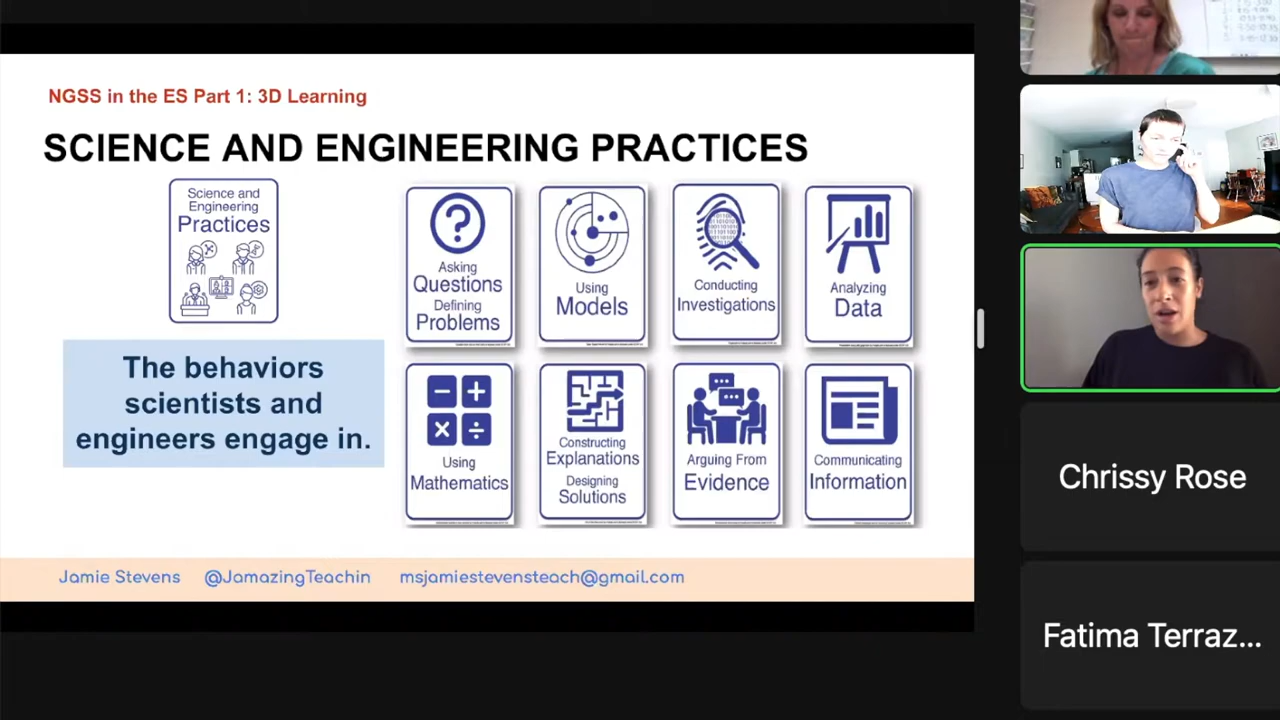 NGSS in the ES Part 1: 3D Learning
SCIENCE AND ENGINEERING PRACTICES
Science and
Engineering
Practices
The behaviors
scientists and
engineers engage in.
Asking
Questions
Defining
Problems
Using
Models
Conducting
Investigations
Analyzing
Data
Using
Mathematics
Constructing
Explanations
Designing
Solutions
Arguing From
Evidence
Communicating
Information
Jamie Stevens @JamazingTeachin msjamiestevensteach@gmail.com
Chrissy Rose
Fatima Terraz...